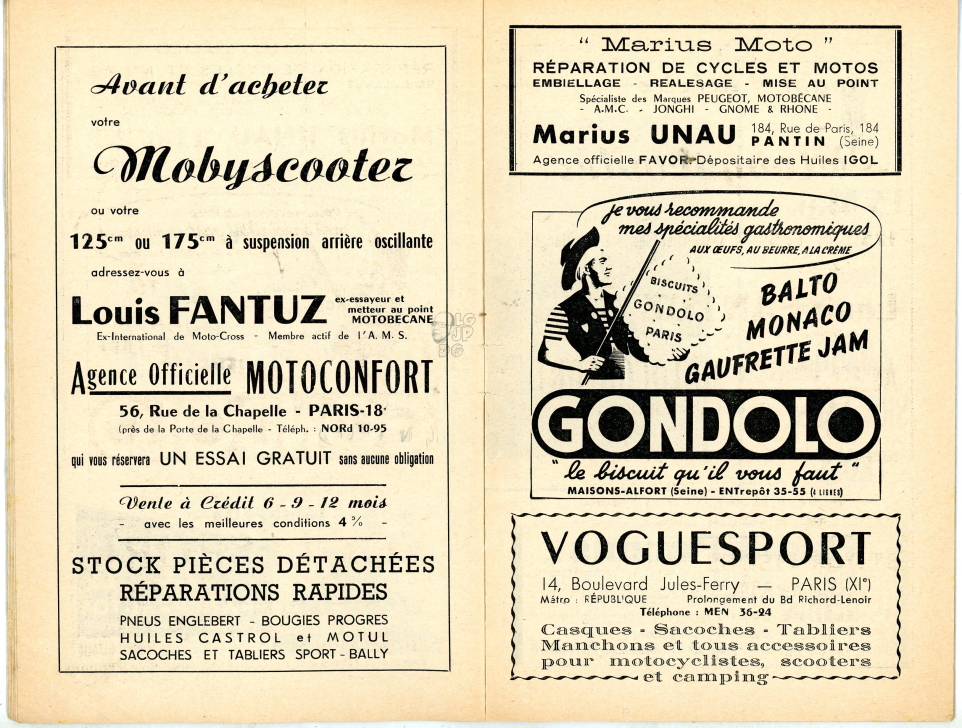 Avant d'acheter
votre
Mobyscooter
ou votre
125cm ou 175cm à suspension arrière oscillante
adressez-vous à
Louis FANTUZ ex-essayeur et
metteur au point
MOTOBECANE
Ex-International de Moto-Cross - Membre actif de l'A.M.S.
Agence Officielle MOTOCONFORT
56, Rue de la Chapelle - PARIS-18e
(près de la Porte de la Chapelle - Téléph. : NORd 10-95
qui vous réservera UN ESSAI GRATUIT sans aucune obligation
Vente à Crédit 6 - 9 - 12 mois
- avec les meilleures conditions 4 % -
STOCK PIÈCES DÉTACHÉES
RÉPARATIONS RAPIDES
PNEUS ENGLEBERT - BOUGIES PROGRES
HUILES CASTROL et MOTUL
SACOCHES ET TABLIERS SPORT - BALLY
" Marius Moto "
RÉPARATION DE CYCLES ET MOTOS
EMBIELLAGE - REALESAGE - MISE AU POINT
Spécialiste des Marques PEUGEOT, MOTOBÉCANE
- A.M.C. - JONGHI - GNOME & RHONE -
Marius UNAU 184, Rue de Paris, 184
PANTIN (Seine)
Agence officielle FAVOR-Dépositaire des Huiles IGOL
je vous recommande
mes spécialités gastronomiques
AUX ŒUFS, AU BEURRE, A LA CRÈME
BISCUITS
GONDOLO
PARIS
BALTO
MONACO
GAUFRETTE JAM
GONDOLO
"le biscuit qu'il vous faut"
MAISONS-ALFORT (Seine) - ENTrepôt 35-55 (4 LIGNES)
VOGUESPORT
14, Boulevard Jules-Ferry — PARIS (XIe)
Métro : RÉPUBLIQUE Prolongement du Bd Richard-Lenoir
Téléphone : MEN 36-24
Casques - Sacoches - Tabliers
Manchons et tous accessoires
pour motocyclistes, scooters
et camping